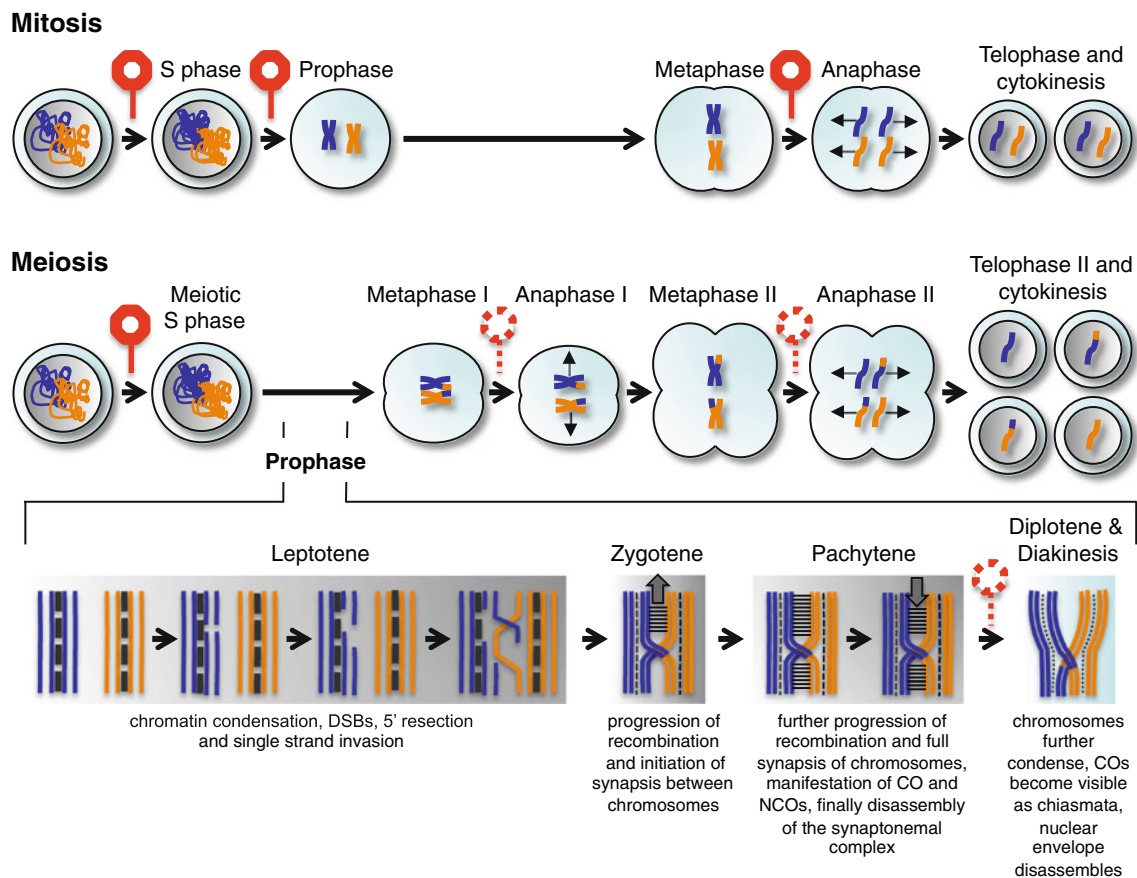 Mitosis
S phase
Prophase
Metaphase
Anaphase
Telophase and
cytokinesis
Meiosis
Meiotic
S phase
Metaphase I
Anaphase I
Metaphase II
Anaphase II
Telophase II and
cytokinesis
Prophase
Leptotene
Zygotene
Pachytene
Diplotene &
Diakinesis
chromatin condensation, DSBs, 5' resection
and single strand invasion
progression of
recombination
and initiation of
synapsis between
chromosomes
further progression of
recombination and full
synapsis of chromosomes,
manifestation of CO and
NCOs, finally disassembly
of the synaptonemal
complex
chromosomes
further
condense, COs
become visible
as chiasmata,
nuclear
envelope
disassembles